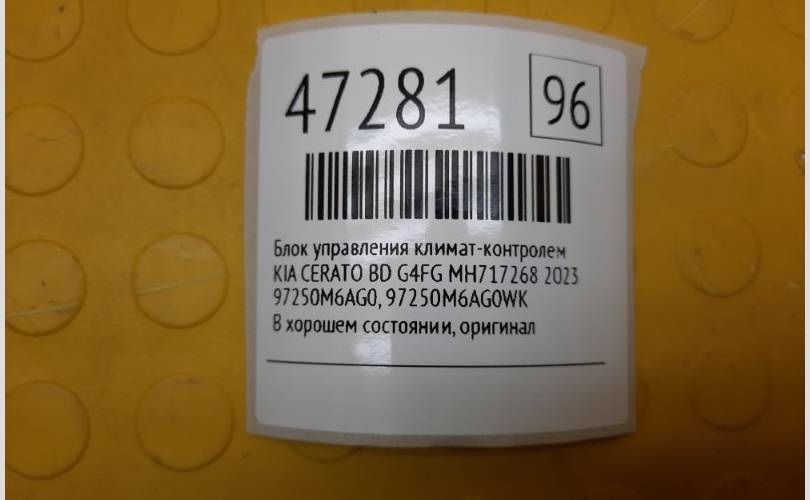 47281
96
Блок управления климат-контролем
KIA CERATO BD G4FG MH717268 2023
97250M6AG0, 97250M6AG0WK
В хорошем состоянии, оригинал